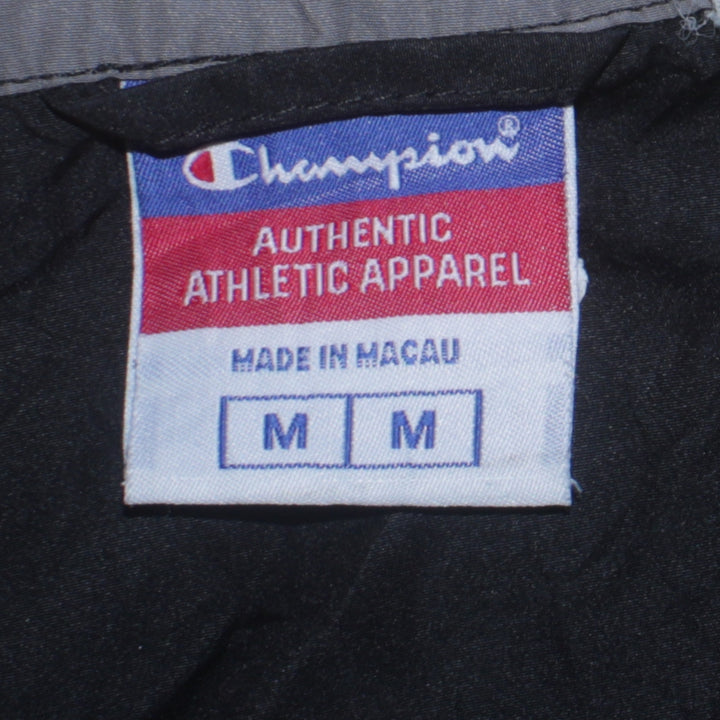 Champion®
AUTHENTIC
ATHLETIC APPAREL
MADE IN MACAU
M M